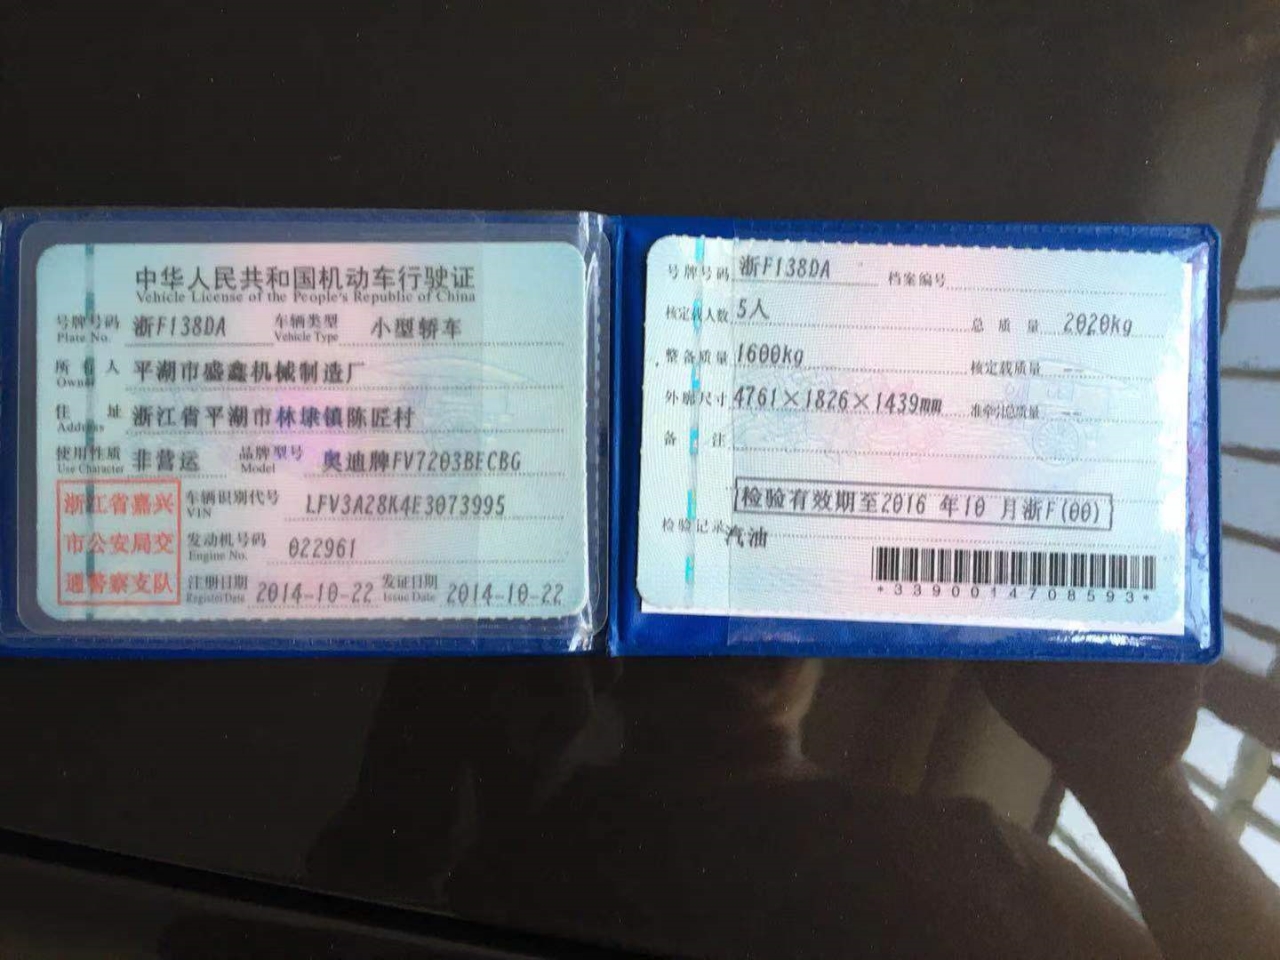 中华人民共和国机动车行驶证
Vehicle License of the People's Republic of China
号牌号码 浙F138DA 车辆类型 小型轿车
Plate No. Vehicle Type
所有人 平湖市盛鑫机械制造厂
Owner
住址 浙江省平湖市林埭镇陈匠村
Address
使用性质 非营运 品牌型号 奥迪牌FV7203BECBG
Use Character Model
浙江省嘉兴
市公安局交
通警察支队
车辆识别代号 LFV3A28K4E3073995
VIN
发动机号码 022961
Engine No.
注册日期 2014-10-22 发证日期 2014-10-22
Register Date Issue Date
号牌号码 浙F138DA 档案编号
核定载人数 5人 总质量 2020kg
整备质量 1600kg 核定载质量 --
外廓尺寸 4761×1826×1439mm 准牵引总质量 --
备注
检验有效期至2016 年10 月浙F(00)
检验记录
汽油
*3390014708593*